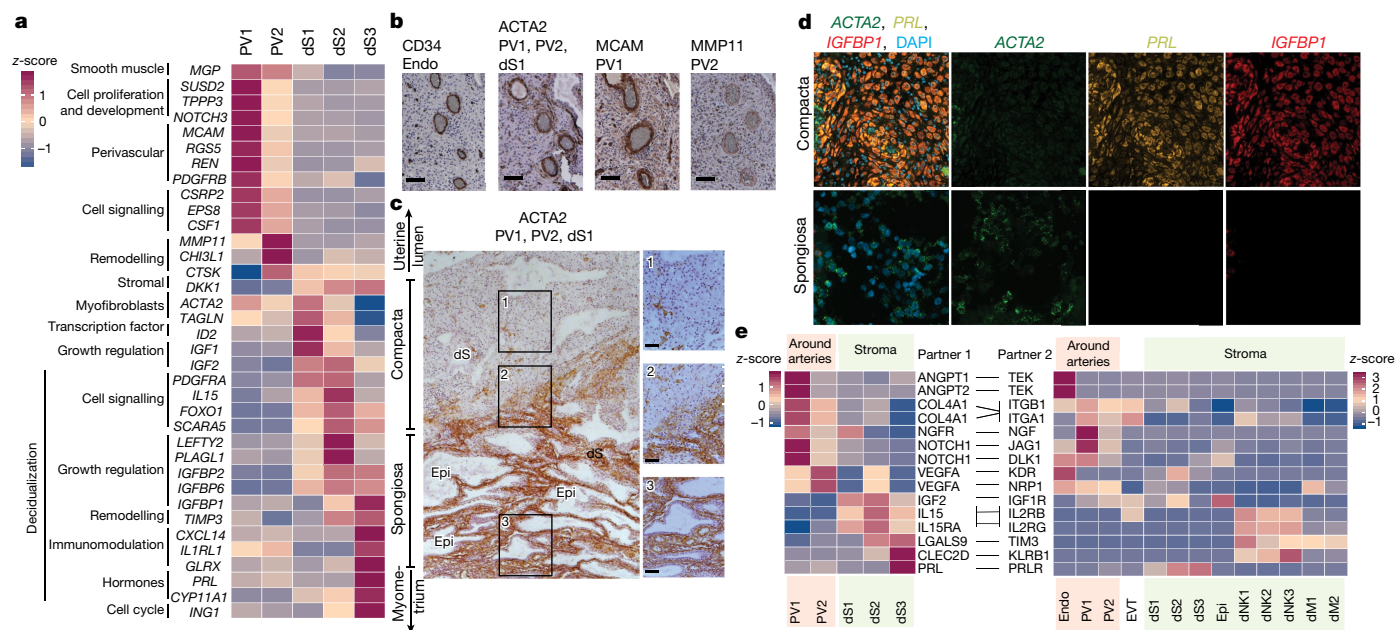 a
PV1 PV2 dS1 dS2 dS3
z-score
1
0
−1
Smooth muscle
Cell proliferation
and development
Perivascular
Cell signalling
Remodelling
Stromal
Myofibroblasts
Transcription factor
Growth regulation
Decidualization
Cell signalling
Growth regulation
Remodelling
Immunomodulation
Hormones
Cell cycle
MGP
SUSD2
TPPP3
NOTCH3
MCAM
RGS5
REN
PDGFRB
CSRP2
EPS8
CSF1
MMP11
CHI3L1
CTSK
DKK1
ACTA2
TAGLN
ID2
IGF1
IGF2
PDGFRA
IL15
FOXO1
SCARA5
LEFTY2
PLAGL1
IGFBP2
IGFBP6
IGFBP1
TIMP3
CXCL14
IL1RL1
GLRX
PRL
CYP11A1
ING1
b
CD34
Endo
ACTA2
PV1, PV2,
dS1
MCAM
PV1
MMP11
PV2
c
ACTA2
PV1, PV2, dS1
Uterine
lumen
Compacta
Spongiosa
Myome-
trium
1
2
3
dS
dS
Epi
Epi
Epi
1
2
3
d
ACTA2, PRL,
IGFBP1, DAPI
ACTA2
PRL
IGFBP1
Compacta
Spongiosa
e
z-score
1
0
−1
Around
arteries
Stroma
Partner 1
Partner 2
Around
arteries
Stroma
z-score
3
2
1
0
−1
ANGPT1 TEK
ANGPT2 TEK
COL4A1 ITGB1
COL4A1 ITGA1
NGFR NGF
NOTCH1 JAG1
NOTCH1 DLK1
VEGFA KDR
VEGFA NRP1
IGF2 IGF1R
IL15 IL2RB
IL15RA IL2RG
LGALS9 TIM3
CLEC2D KLRB1
PRL PRLR
PV1 PV2 dS1 dS2 dS3
Endo PV1 PV2 EVT dS1 dS2 dS3 Epi dNK1 dNK2 dNK3 dM1 dM2